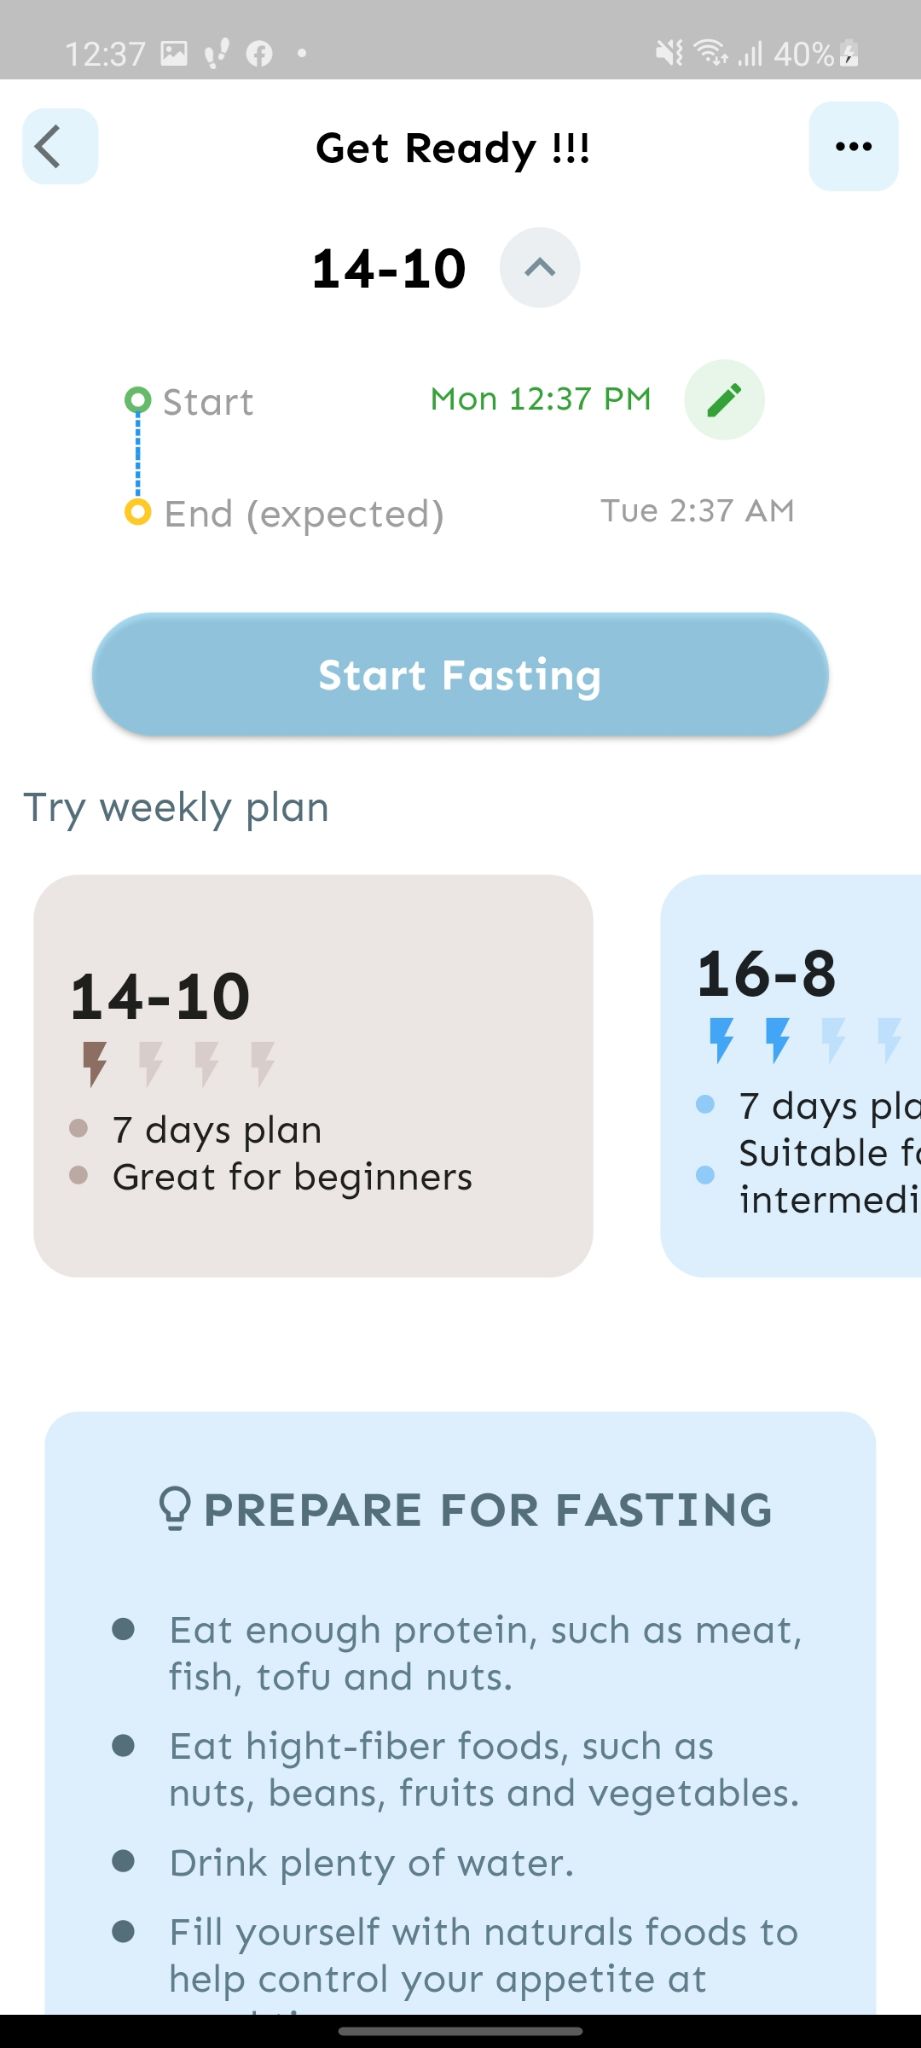 12:37
40%
Get Ready !!!
14-10
Start
Mon 12:37 PM
End (expected)
Tue 2:37 AM
Start Fasting
Try weekly plan
14-10
7 days plan
Great for beginners
16-8
7 days pla
Suitable fo
intermedi
PREPARE FOR FASTING
Eat enough protein, such as meat,
fish, tofu and nuts.
Eat hight-fiber foods, such as
nuts, beans, fruits and vegetables.
Drink plenty of water.
Fill yourself with naturals foods to
help control your appetite at